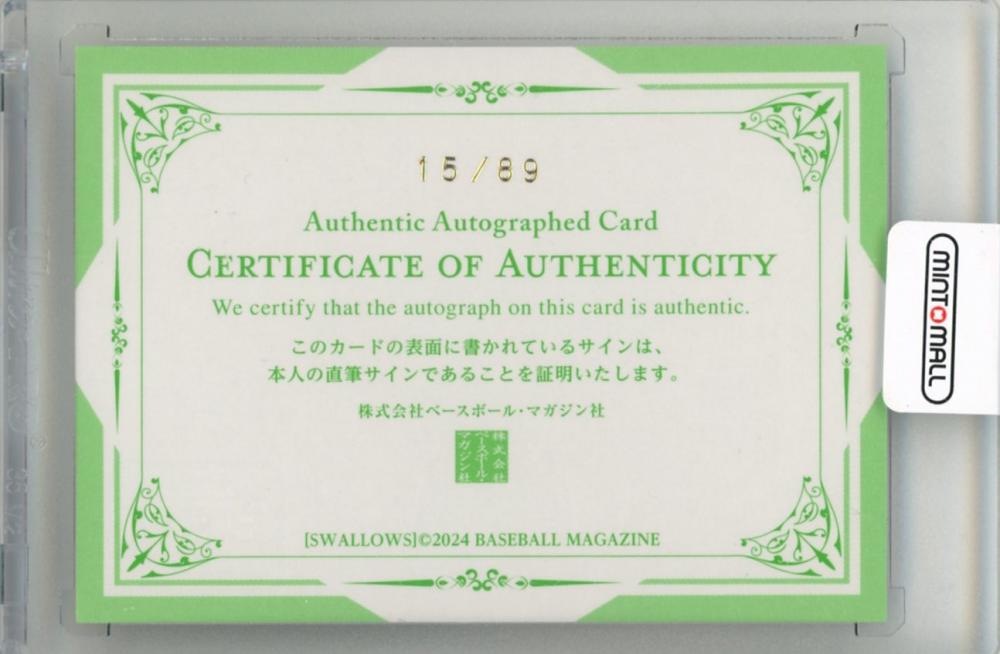 15/89
Authentic Autographed Card
CERTIFICATE OF AUTHENTICITY
We certify that the autograph on this card is authentic.
このカードの表面に書かれているサインは、
本人の直筆サインであることを証明いたします。
株式会社ベースボール・マガジン社
株式会社
ベースボール・
マガジン社
[SWALLOWS]©2024 BASEBALL MAGAZINE
MINT MALL